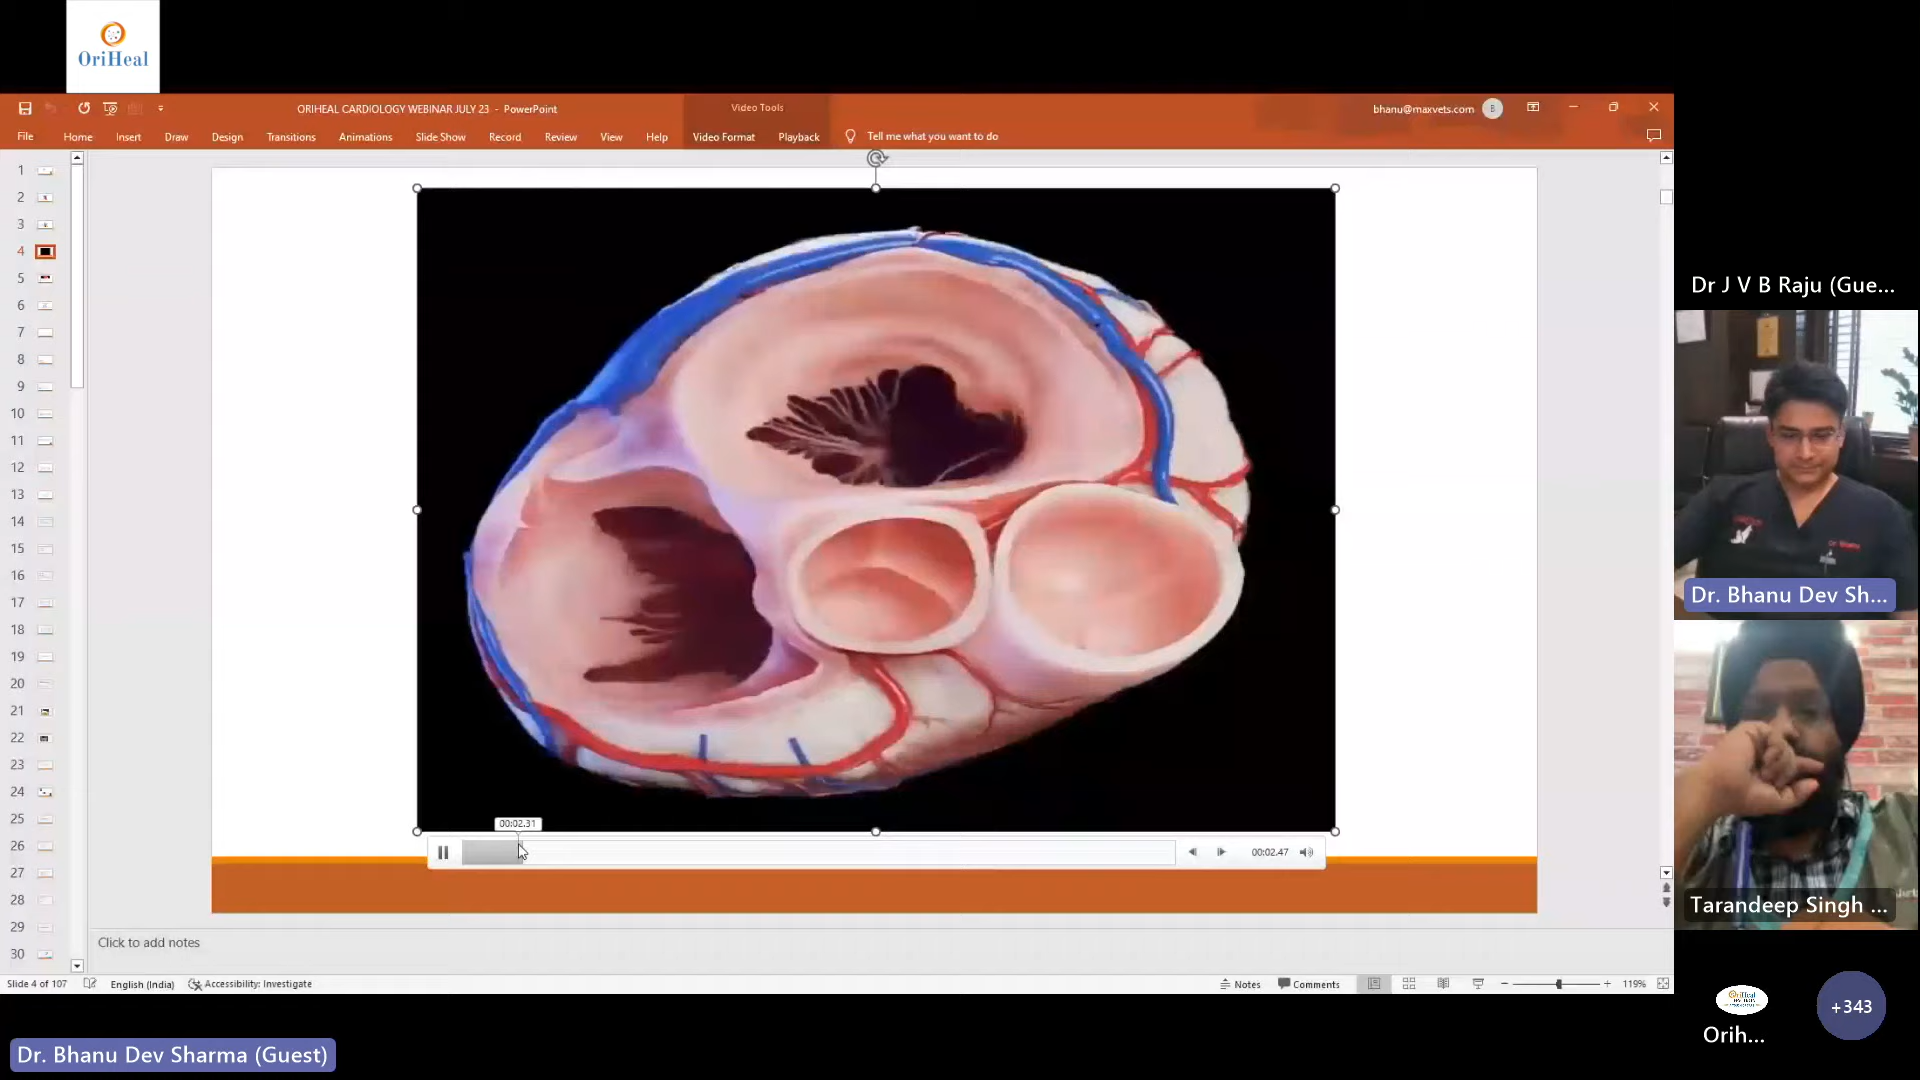 OriHeal
ORIHEAL CARDIOLOGY WEBINAR JULY 23 - PowerPoint
Video Tools
bhanu@maxvets.com
B
File
Home
Insert
Draw
Design
Transitions
Animations
Slide Show
Record
Review
View
Help
Video Format
Playback
Tell me what you want to do
1
2
3
4
5
6
7
8
9
10
11
12
13
14
15
16
17
18
19
20
21
22
23
24
25
26
27
28
29
30
00:02.31
00:02.47
Click to add notes
Slide 4 of 107
English (India)
Accessibility: Investigate
Notes
Comments
119%
Dr J V B Raju (Gue...
Dr. Bhanu Dev Sh...
Tarandeep Singh ...
Orih...
+343
Dr. Bhanu Dev Sharma (Guest)